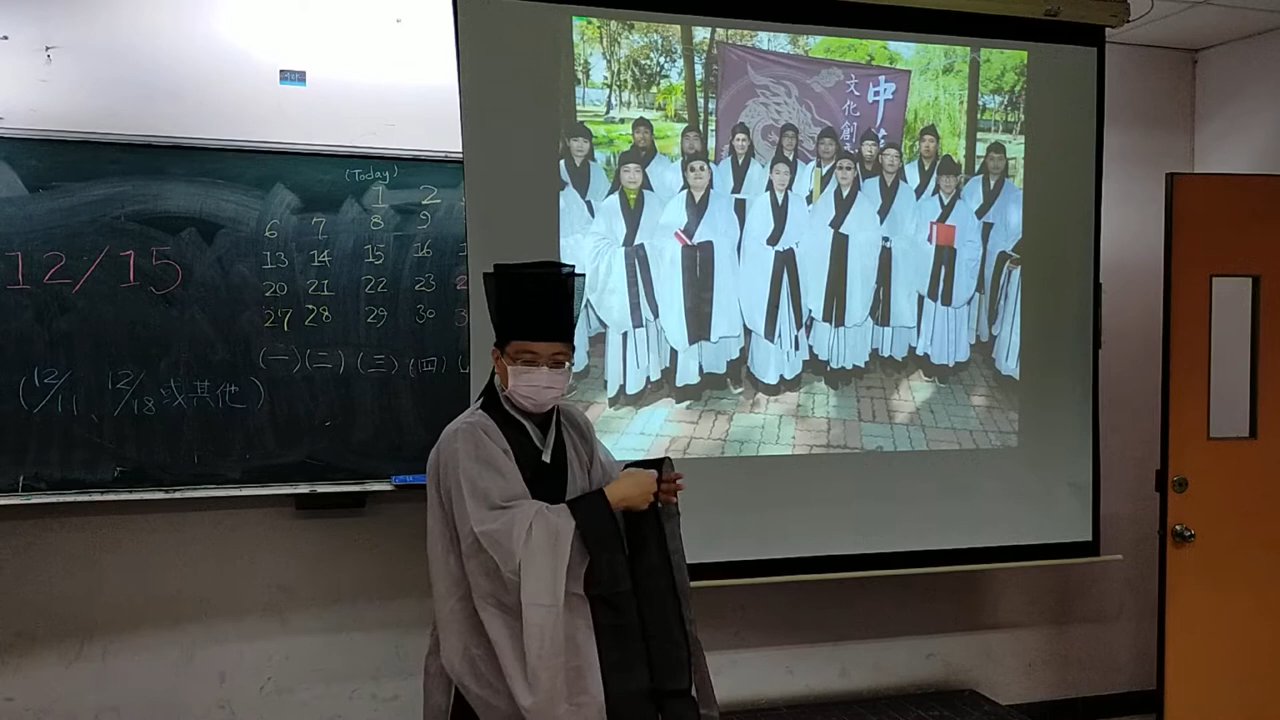 (Today)
1 2
6 7 8 9
13 14 15 16
20 21 22 23
27 28 29 30
(一) (二) (三) (四)
12/15
(12/11、12/18或其他)
中
文化創